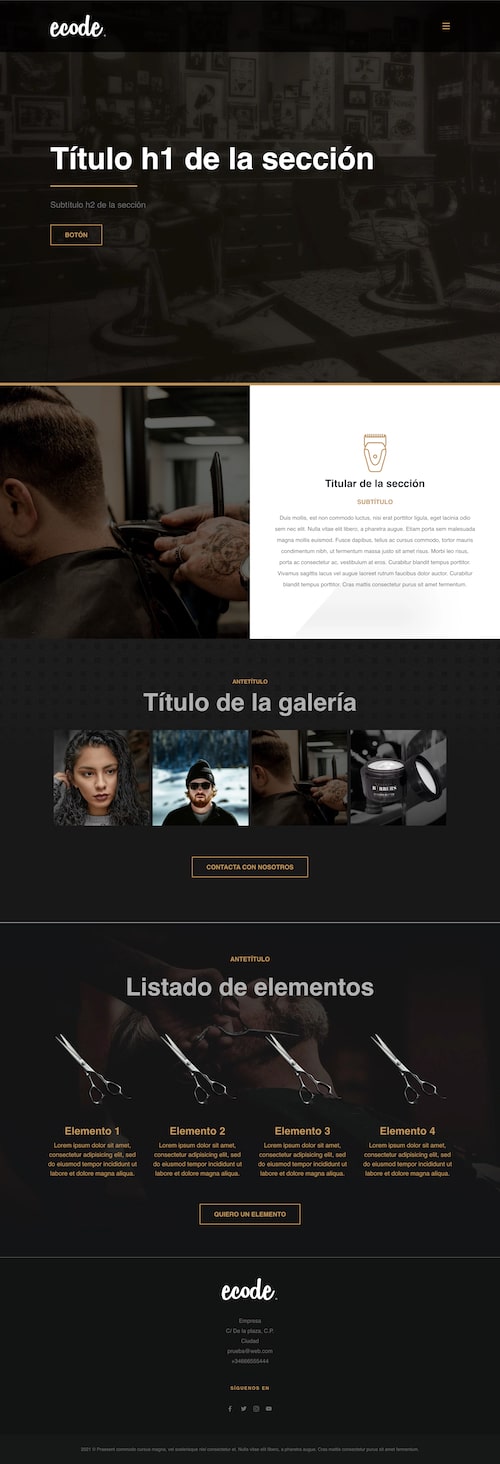 ecode.
Título h1 de la sección
Subtítulo h2 de la sección
BOTÓN
Titular de la sección
SUBTÍTULO
Duis mollis, est non commodo luctus, nisi erat porttitor ligula, eget lacinia odio
sem nec elit. Nulla vitae elit libero, a pharetra augue. Etiam porta sem malesuada
magna mollis euismod. Fusce dapibus, tellus ac cursus commodo, tortor mauris
condimentum nibh, ut fermentum massa justo sit amet risus. Morbi leo risus,
porta ac consectetur ac, vestibulum at eros. Curabitur blandit tempus porttitor.
Vivamus sagittis lacus vel augue laoreet rutrum faucibus dolor auctor. Curabitur
blandit tempus porttitor. Cras mattis consectetur purus sit amet fermentum.
ANTETÍTULO
Título de la galería
CONTACTA CON NOSOTROS
ANTETÍTULO
Listado de elementos
Elemento 1
Lorem ipsum dolor sit amet,
consectetur adipisicing elit, sed
do eiusmod tempor incididunt ut
labore et dolore magna aliqua.
Elemento 2
Lorem ipsum dolor sit amet,
consectetur adipisicing elit, sed
do eiusmod tempor incididunt ut
labore et dolore magna aliqua.
Elemento 3
Lorem ipsum dolor sit amet,
consectetur adipisicing elit, sed
do eiusmod tempor incididunt ut
labore et dolore magna aliqua.
Elemento 4
Lorem ipsum dolor sit amet,
consectetur adipisicing elit, sed
do eiusmod tempor incididunt ut
labore et dolore magna aliqua.
QUIERO UN ELEMENTO
ecode.
Empresa
C/ De la plaza, C.P.
Ciudad
prueba@web.com
+34666555444
SÍGUENOS EN
2021 © Praesent commodo cursus magna, vel scelerisque nisl consectetur et. Nulla vitae elit libero, a pharetra augue. Cras mattis consectetur purus sit amet fermentum.